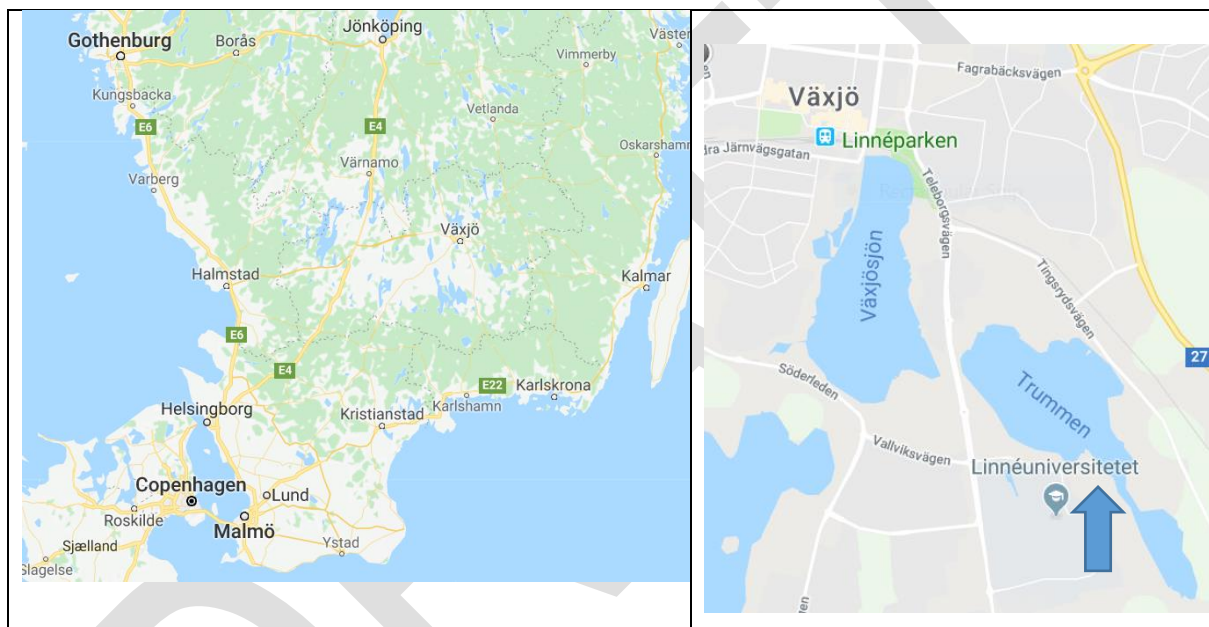 Gothenburg
Borås
Jönköping
Väster
Vimmerby
Kungsbacka
E6
E4
Vetlanda
Oskarshamn
Värnamo
Varberg
Växjö
Halmstad
Kalmar
E6
E4
E22
Karlskrona
Karlshamn
Helsingborg
Kristianstad
Copenhagen
Lund
Roskilde
Malmö
Sjælland
Ystad
Slagelse
Fagrabäcksvägen
Växjö
Linnéparken
ra Järnvägsgatan
Teleborgsvägen
Växjösjön
Tingsrydsvägen
27
Söderleden
Trummen
Vallviksvägen
Linnéuniversitetet